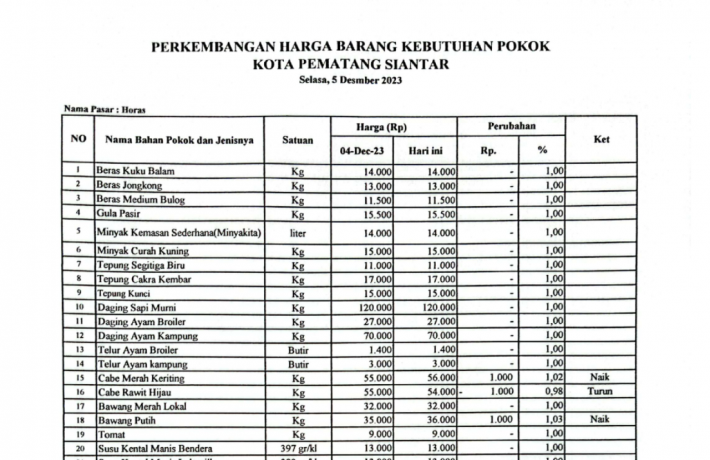 PERKEMBANGAN HARGA BARANG KEBUTUHAN POKOK
KOTA PEMATANG SIANTAR
Selasa, 5 Desmber 2023
Nama Pasar : Horas
NO Nama Bahan Pokok dan Jenisnya Satuan Harga (Rp) Perubahan Ket
04-Dec-23 Hari ini Rp. %
1 Beras Kuku Balam Kg 14.000 14.000 - 1,00
2 Beras Jongkong Kg 13.000 13.000 - 1,00
3 Beras Medium Bulog Kg 11.500 11.500 - 1,00
4 Gula Pasir Kg 15.500 15.500 - 1,00
5 Minyak Kemasan Sederhana(Minyakita) liter 14.000 14.000 - 1,00
6 Minyak Curah Kuning Kg 15.000 15.000 - 1,00
7 Tepung Segitiga Biru Kg 11.000 11.000 - 1,00
8 Tepung Cakra Kembar Kg 17.000 17.000 - 1,00
9 Tepung Kunci Kg 15.000 15.000 - 1,00
10 Daging Sapi Murni Kg 120.000 120.000 - 1,00
11 Daging Ayam Broiler Kg 27.000 27.000 - 1,00
12 Daging Ayam Kampung Kg 70.000 70.000 - 1,00
13 Telur Ayam Broiler Butir 1.400 1.400 - 1,00
14 Telur Ayam kampung Butir 3.000 3.000 - 1,00
15 Cabe Merah Keriting Kg 55.000 56.000 1.000 1,02 Naik
16 Cabe Rawit Hijau Kg 55.000 54.000 - 1.000 0,98 Turun
17 Bawang Merah Lokal Kg 32.000 32.000 - 1,00
18 Bawang Putih Kg 35.000 36.000 1.000 1,03 Naik
19 Tomat Kg 9.000 9.000 - 1,00
20 Susu Kental Manis Bendera 397 gr/kl 13.000 13.000 - 1,00